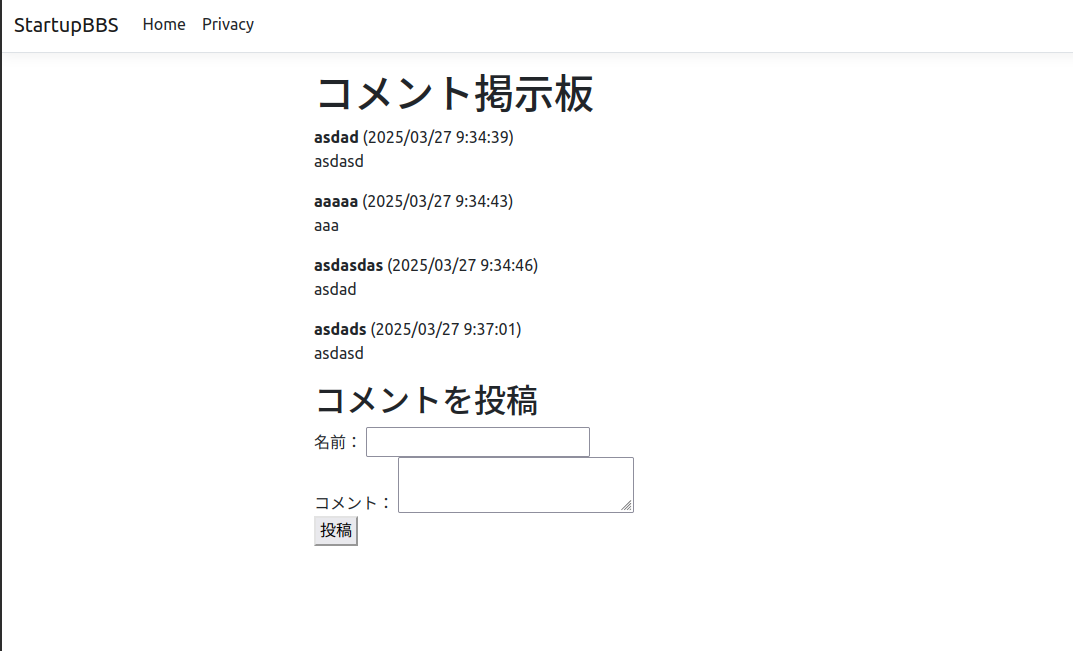 StartupBBS Home Privacy
コメント掲示板
asdad (2025/03/27 9:34:39)
asdasd
aaaaa (2025/03/27 9:34:43)
aaa
asdasdas (2025/03/27 9:34:46)
asdad
asdads (2025/03/27 9:37:01)
asdasd
コメントを投稿
名前：
コメント：
投稿